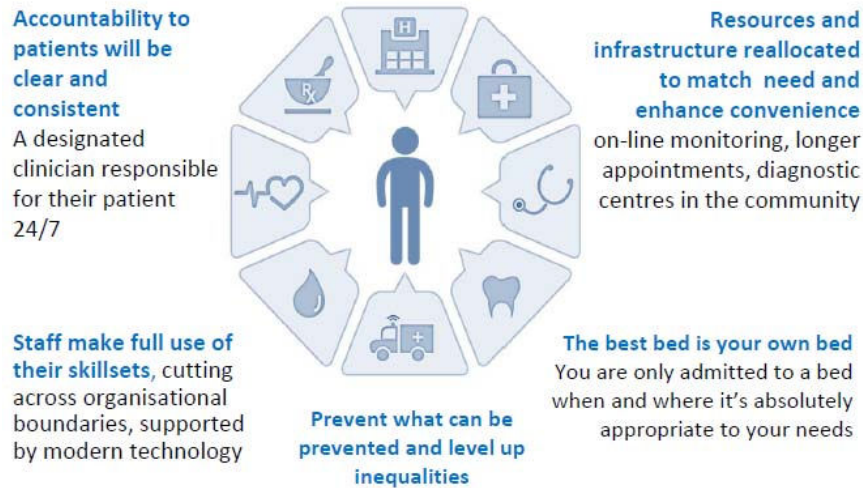 Accountability to
patients will be
clear and
consistent
A designated
clinician responsible
for their patient
24/7
H
Rx
Resources and
infrastructure reallocated
to match need and
enhance convenience
on-line monitoring, longer
appointments, diagnostic
centres in the community
Staff make full use of
their skillsets, cutting
across organisational
boundaries, supported
by modern technology
Prevent what can be
prevented and level up
inequalities
The best bed is your own bed
You are only admitted to a bed
when and where it’s absolutely
appropriate to your needs